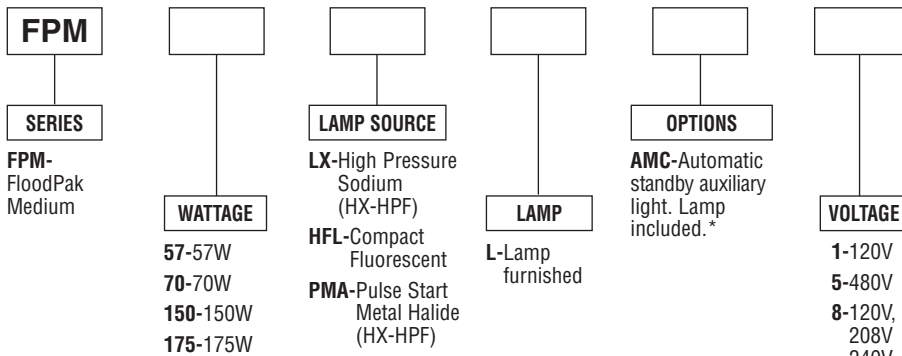 FPM
SERIES
FPM-
FloodPak
Medium
WATTAGE
57-57W
70-70W
150-150W
175-175W
LAMP SOURCE
LX-High Pressure
Sodium
(HX-HPF)
HFL-Compact
Fluorescent
PMA-Pulse Start
Metal Halide
(HX-HPF)
LAMP
L-Lamp
furnished
OPTIONS
AMC-Automatic
standby auxiliary
light. Lamp
included.*
VOLTAGE
1-120V
5-480V
8-120V,
208V
240V